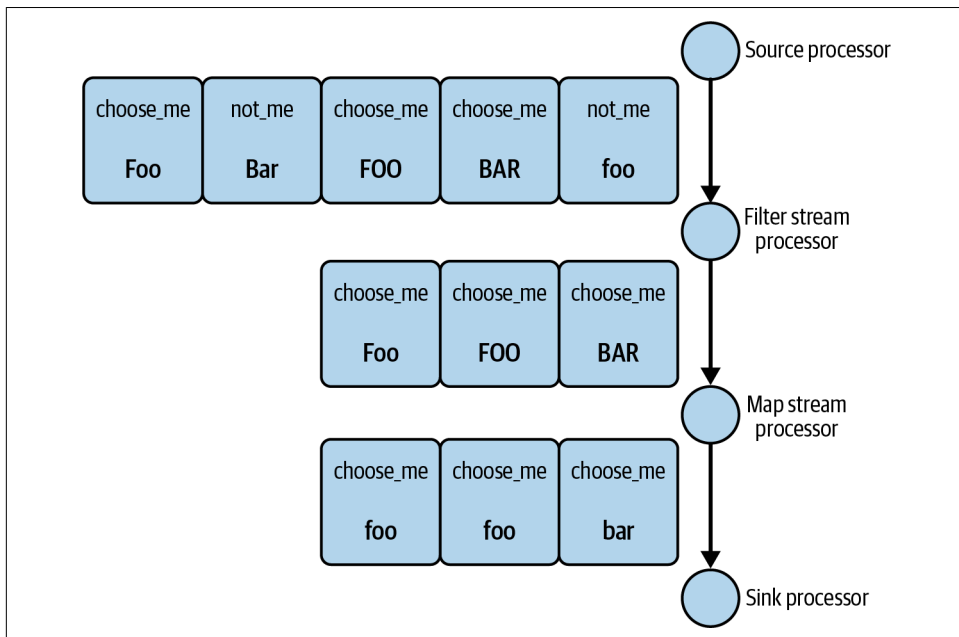 Source processor
choose_me not_me choose_me choose_me not_me
Foo Bar FOO BAR foo
Filter stream
processor
choose_me choose_me choose_me
Foo FOO BAR
Map stream
processor
choose_me choose_me choose_me
foo foo bar
Sink processor